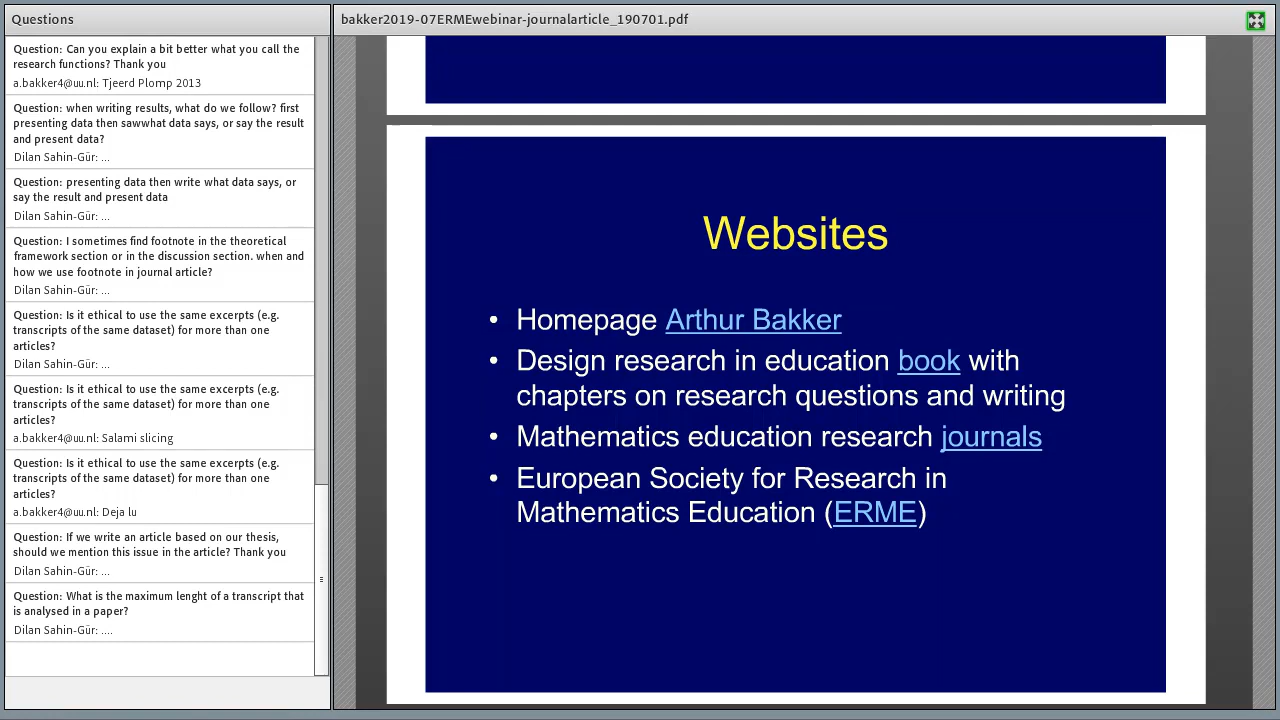 Questions
Question: Can you explain a bit better what you call the
research functions? Thank you
a.bakker4@uu.nl: Tjeerd Plomp 2013
Question: when writing results, what do we follow? first
presenting data then sawwhat data says, or say the result
and present data?
Dilan Sahin-Gür: ...
Question: presenting data then write what data says, or
say the result and present data
Dilan Sahin-Gür: ...
Question: I sometimes find footnote in the theoretical
framework section or in the discussion section. when and
how we use footnote in journal article?
Dilan Sahin-Gür: ...
Question: Is it ethical to use the same excerpts (e.g.
transcripts of the same dataset) for more than one
articles?
Dilan Sahin-Gür: ...
Question: Is it ethical to use the same excerpts (e.g.
transcripts of the same dataset) for more than one
articles?
a.bakker4@uu.nl: Salami slicing
Question: Is it ethical to use the same excerpts (e.g.
transcripts of the same dataset) for more than one
articles?
a.bakker4@uu.nl: Deja lu
Question: If we write an article based on our thesis,
should we mention this issue in the article? Thank you
Dilan Sahin-Gür: ...
Question: What is the maximum lenght of a transcript that
is analysed in a paper?
Dilan Sahin-Gür: ....
bakker2019-07ERMEwebinar-journalarticle_190701.pdf
Websites
• Homepage Arthur Bakker
• Design research in education book with
chapters on research questions and writing
• Mathematics education research journals
• European Society for Research in
Mathematics Education (ERME)